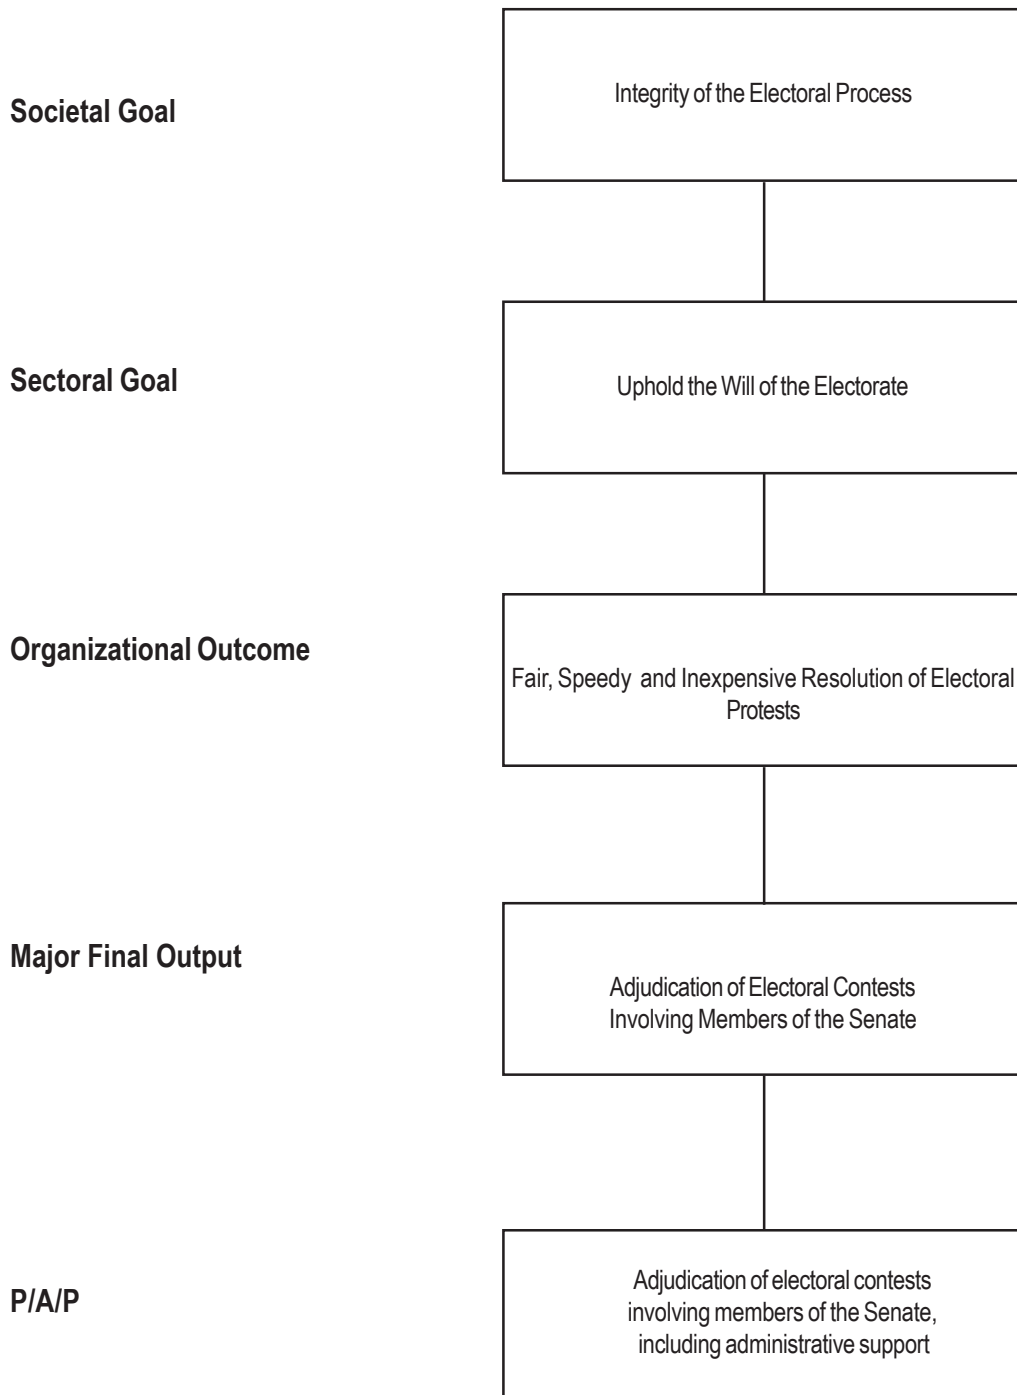 Societal Goal
Integrity of the Electoral Process
Sectoral Goal
Uphold the Will of the Electorate
Organizational Outcome
Fair, Speedy and Inexpensive Resolution of Electoral
Protests
Major Final Output
Adjudication of Electoral Contests
Involving Members of the Senate
P/A/P
Adjudication of electoral contests
involving members of the Senate,
including administrative support